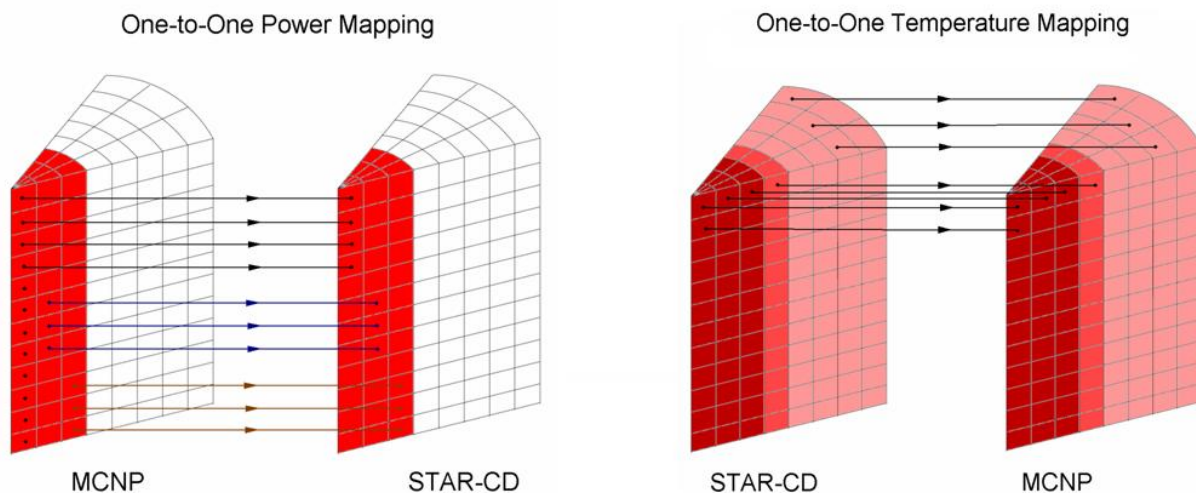 One-to-One Power Mapping
One-to-One Temperature Mapping
MCNP
STAR-CD
STAR-CD
MCNP